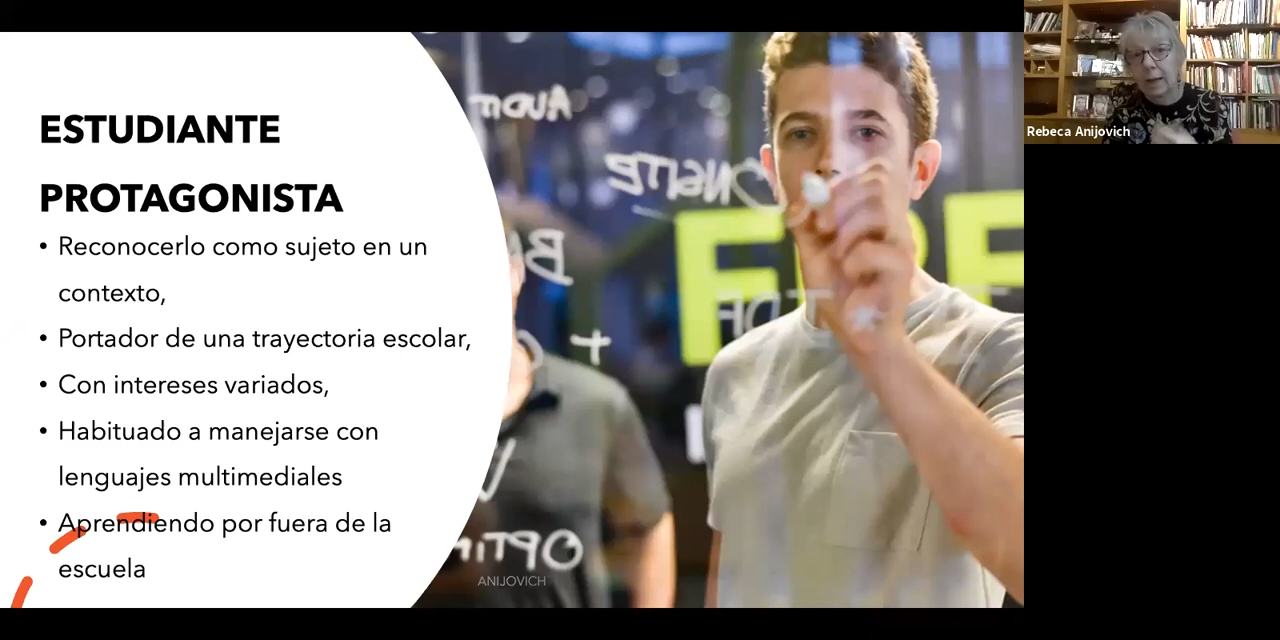 ESTUDIANTE
PROTAGONISTA
• Reconocerlo como sujeto en un
contexto,
• Portador de una trayectoria escolar,
• Con intereses variados,
• Habituado a manejarse con
lenguajes multimediales
• Aprendiendo por fuera de la
escuela
ANIJOVICH
Rebeca Anijovich